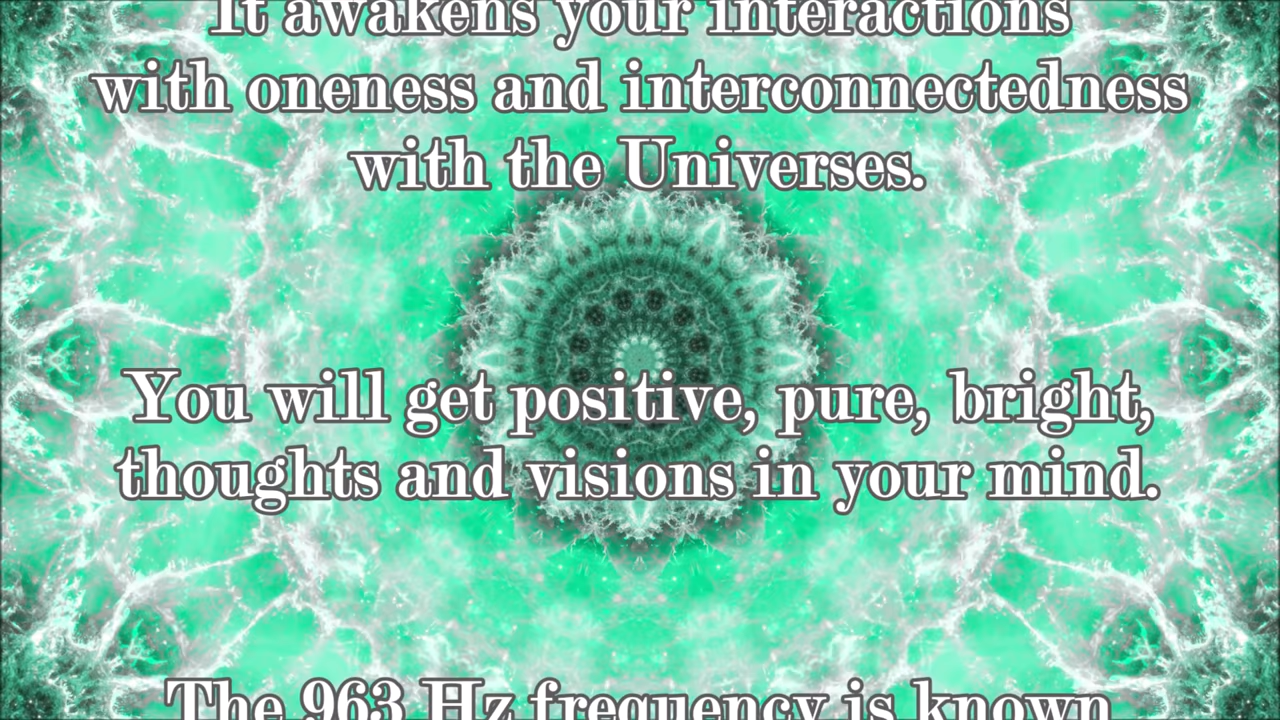 It awakens your interactions
with oneness and interconnectedness
with the Universes.
You will get positive, pure, bright,
thoughts and visions in your mind.
The 963 Hz frequency is known